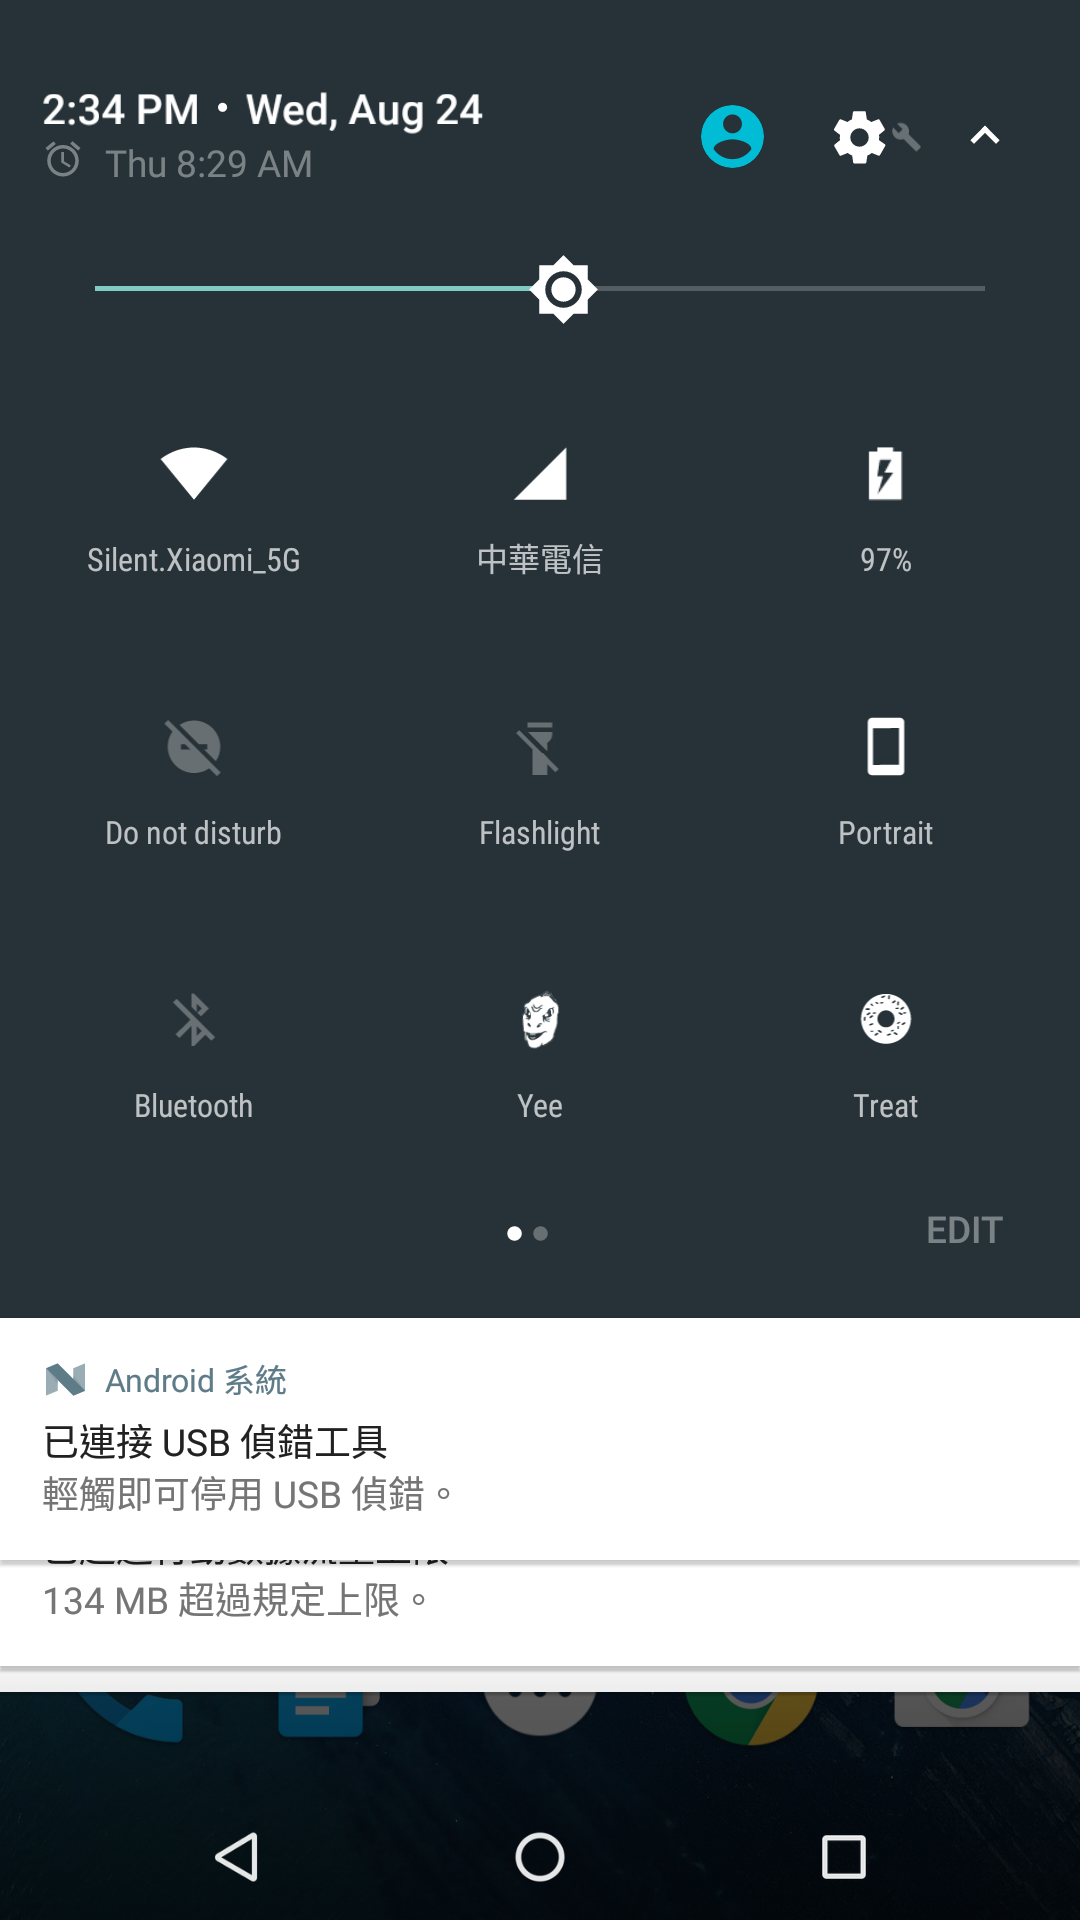 2:34 PM • Wed, Aug 24
Thu 8:29 AM
Silent.Xiaomi_5G
中華電信
97%
Do not disturb
Flashlight
Portrait
Bluetooth
Yee
Treat
EDIT
Android 系統
已連接 USB 偵錯工具
輕觸即可停用 USB 偵錯。
134 MB 超過規定上限。